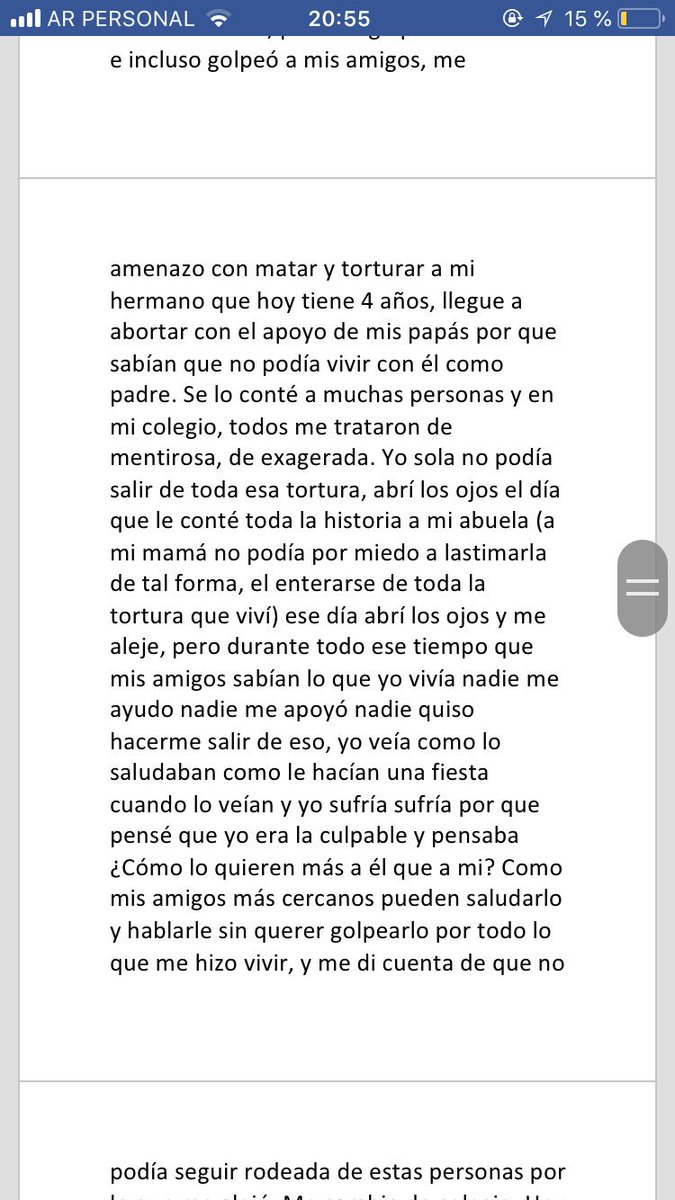 AR PERSONAL 20:55 15 %
e incluso golpeó a mis amigos, me
amenazo con matar y torturar a mi
hermano que hoy tiene 4 años, llegue a
abortar con el apoyo de mis papás por que
sabían que no podía vivir con él como
padre. Se lo conté a muchas personas y en
mi colegio, todos me trataron de
mentirosa, de exagerada. Yo sola no podía
salir de toda esa tortura, abrí los ojos el día
que le conté toda la historia a mi abuela (a
mi mamá no podía por miedo a lastimarla
de tal forma, el enterarse de toda la
tortura que viví) ese día abrí los ojos y me
aleje, pero durante todo ese tiempo que
mis amigos sabían lo que yo vivía nadie me
ayudo nadie me apoyó nadie quiso
hacerme salir de eso, yo veía como lo
saludaban como le hacían una fiesta
cuando lo veían y yo sufría sufría por que
pensé que yo era la culpable y pensaba
¿Cómo lo quieren más a él que a mi? Como
mis amigos más cercanos pueden saludarlo
y hablarle sin querer golpearlo por todo lo
que me hizo vivir, y me di cuenta de que no
podía seguir rodeada de estas personas por